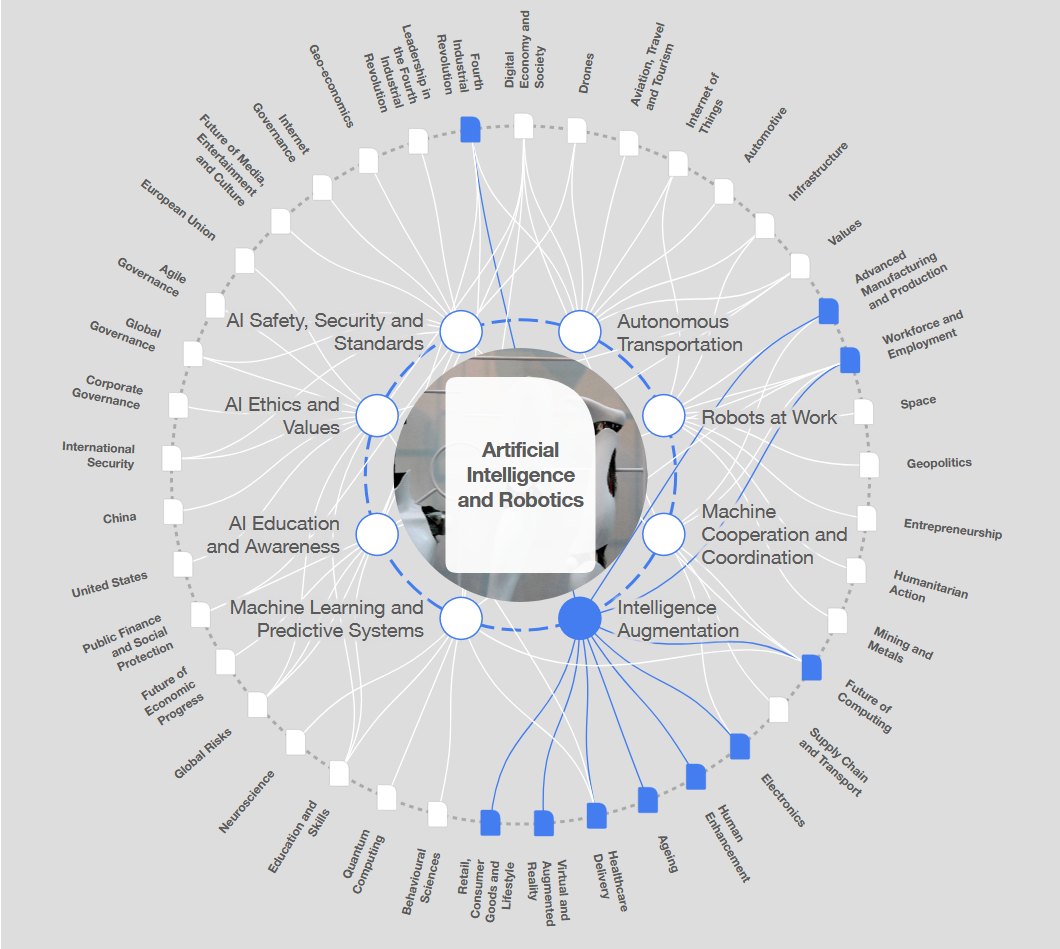 Artificial
Intelligence
and Robotics
AI Safety, Security and
Standards
Autonomous
Transportation
AI Ethics and
Values
Robots at Work
AI Education
and Awareness
Machine
Cooperation and
Coordination
Machine Learning and
Predictive Systems
Intelligence
Augmentation
Fourth
Industrial
Revolution
Digital
Economy and
Society
Drones
Aviation, Travel
and Tourism
Internet of
Things
Automotive
Infrastructure
Values
Advanced
Manufacturing
and Production
Workforce and
Employment
Space
Geopolitics
Entrepreneurship
Humanitarian
Action
Mining and
Metals
Future of
Computing
Supply Chain
and Transport
Electronics
Human
Enhancement
Ageing
Healthcare
Delivery
Virtual and
Augmented
Reality
Retail,
Consumer
Goods and
Lifestyle
Behavioural
Sciences
Quantum
Computing
Education and
Skills
Neuroscience
Global Risks
Future of
Economic
Progress
Public Finance
and Social
Protection
United States
China
International
Security
Corporate
Governance
Global
Governance
Agile
Governance
European Union
Future of Media,
Entertainment
and Culture
Internet
Governance
Geo-economics
Leadership in
the Fourth
Industrial
Revolution